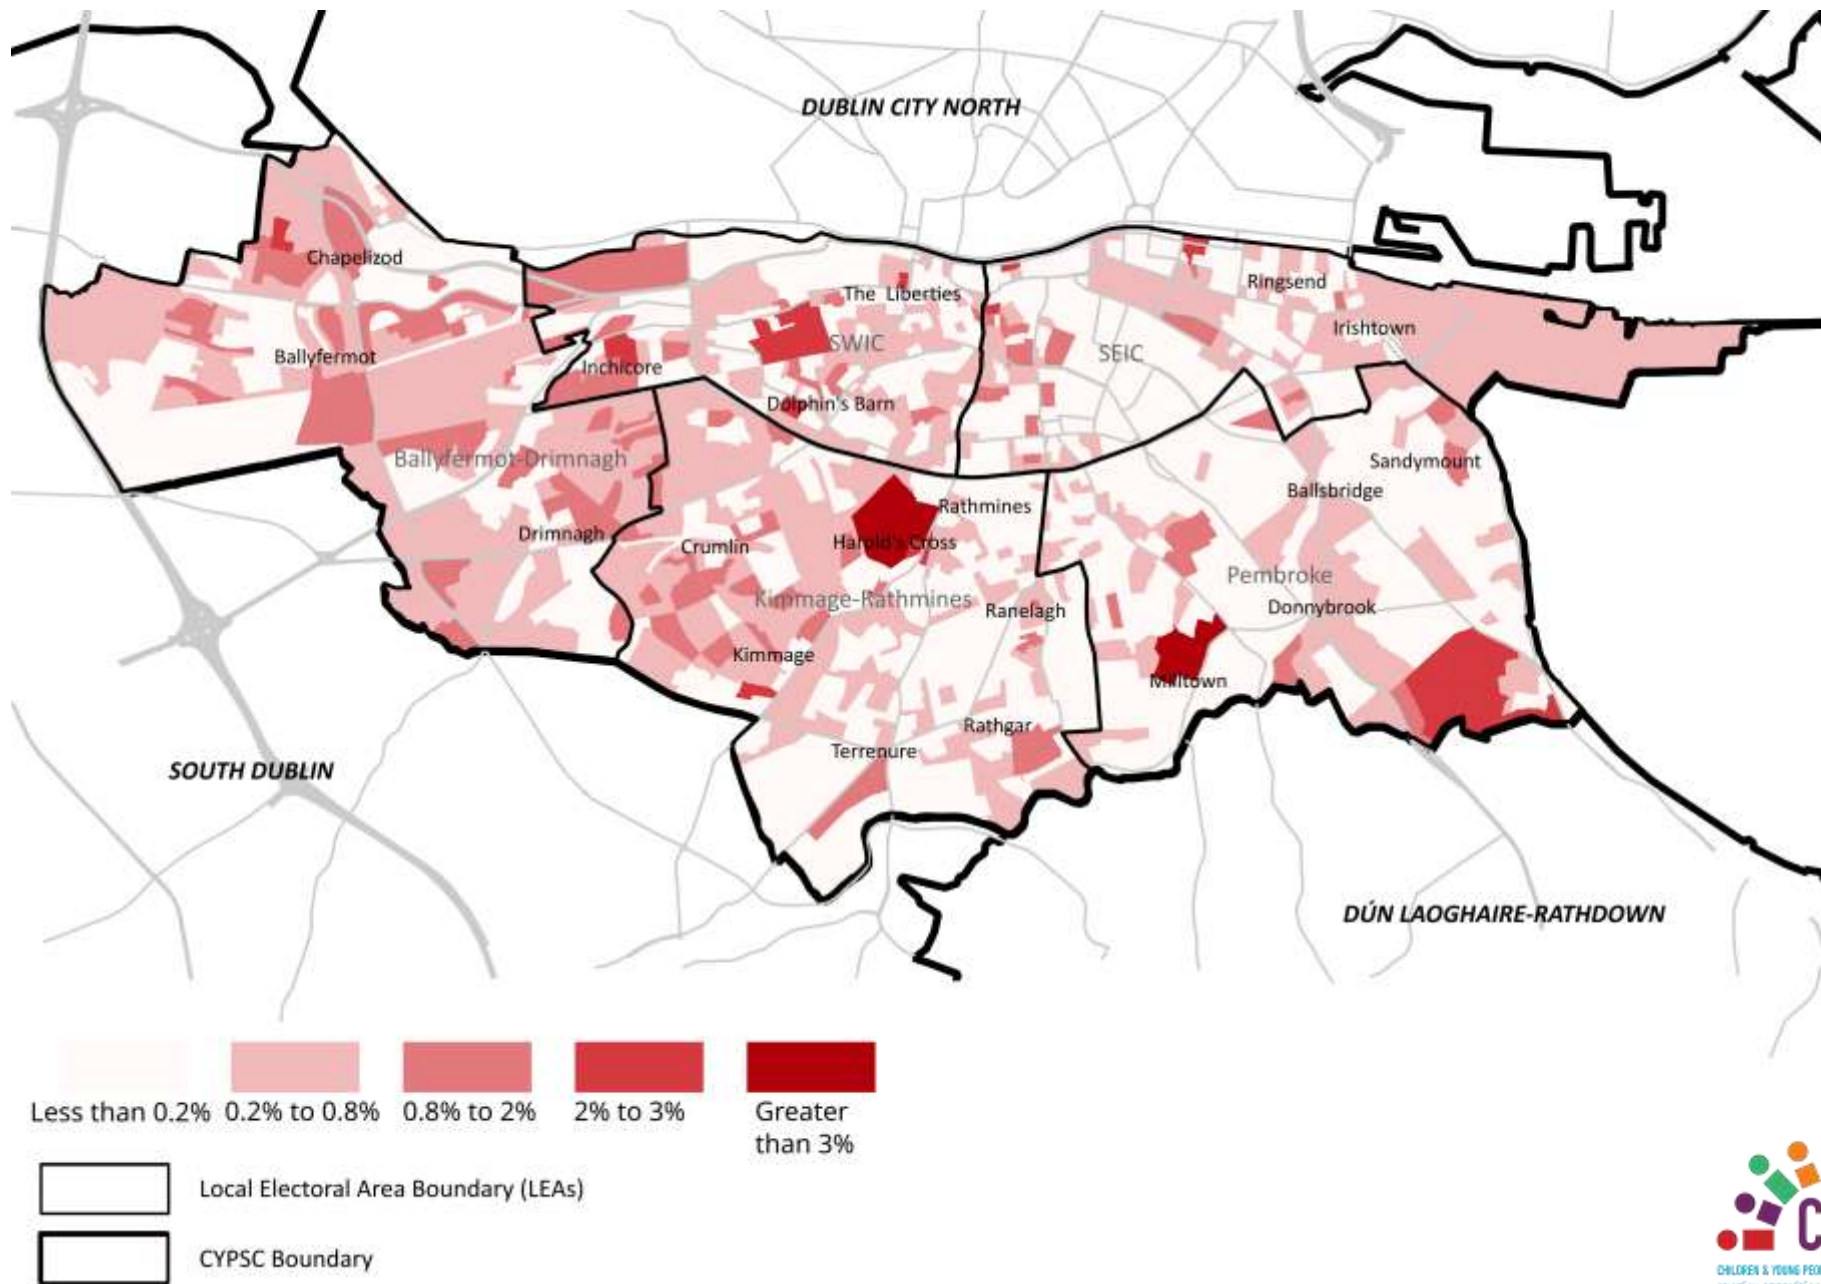 DUBLIN CITY NORTH
Chapelizod
The Liberties
Ringsend
Irishtown
SWIC
SEIC
Ballyfermot
Inchicore
Dolphin's Barn
Ballyfermot-Drimnagh
Sandymount
Ballsbridge
Rathmines
Drimnagh
Crumlin
Harold's Cross
Pembroke
Kimmage-Rathmines
Ranelagh
Donnybrook
Kimmage
Milltown
Rathgar
Terrenure
SOUTH DUBLIN
DÚN LAOGHAIRE-RATHDOWN
Less than 0.2% 0.2% to 0.8% 0.8% to 2% 2% to 3% Greater
than 3%
Local Electoral Area Boundary (LEAs)
CYPSC Boundary
C
CHILDREN & YOUNG